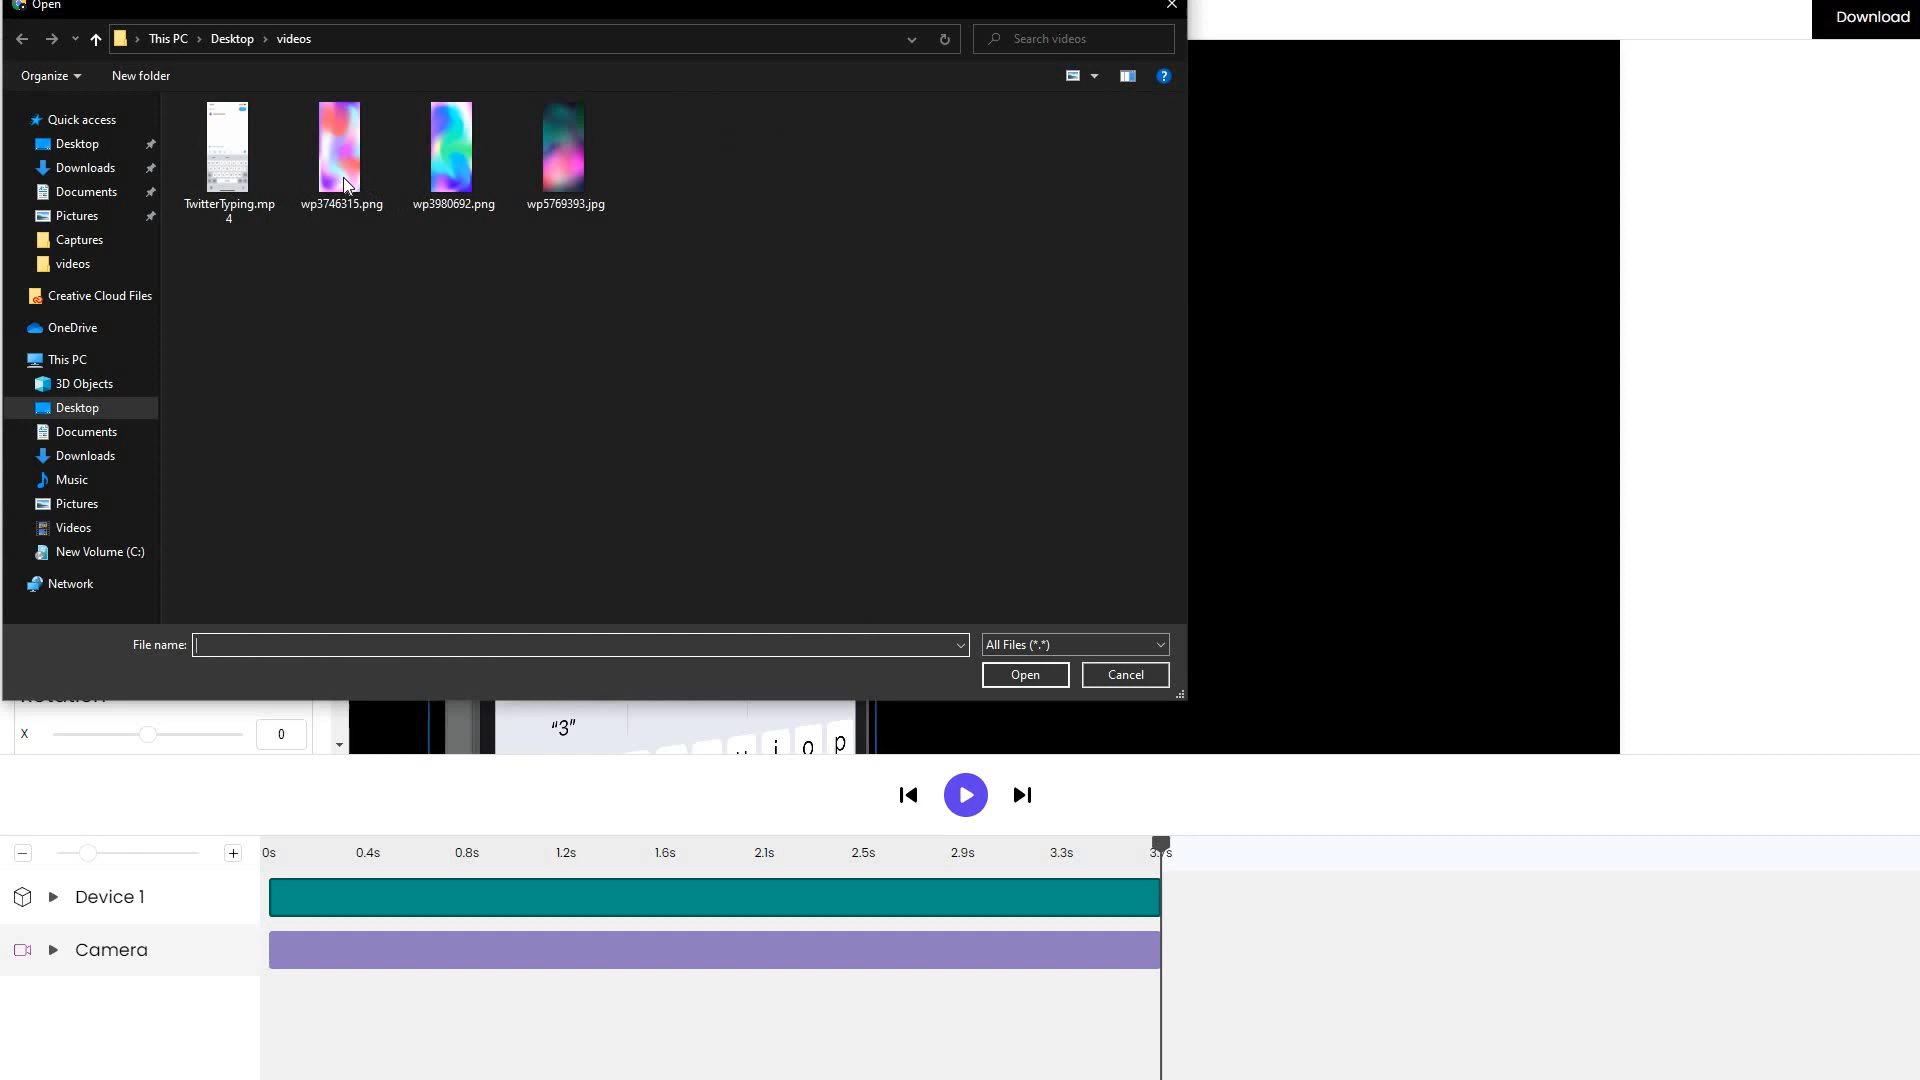 Open
Download
This PC
Desktop
videos
Search videos
Organize
New folder
?
Quick access
Desktop
Downloads
Documents
Pictures
Captures
videos
Creative Cloud Files
OneDrive
This PC
3D Objects
Desktop
Documents
Downloads
Music
Pictures
Videos
New Volume (C:)
Network
TwitterTyping.mp
4
wp3746315.png
wp3980692.png
wp5769393.jpg
File name:
All Files (*.*)
Open
Cancel
Rotation
X
0
“3”
i o p
0s
0.4s
0.8s
1.2s
1.6s
2.1s
2.5s
2.9s
3.3s
3.7s
Device 1
Camera